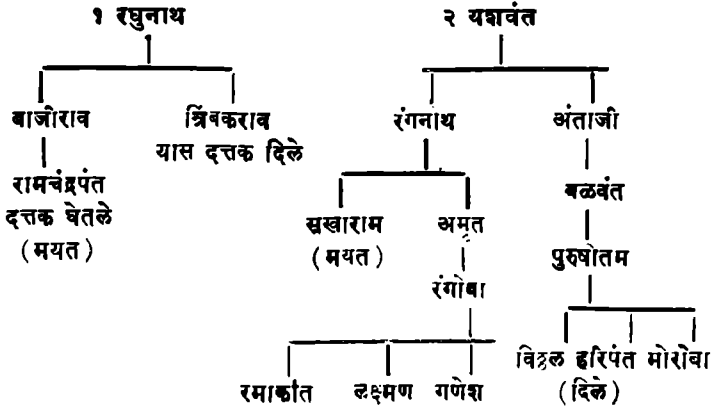 १ रघुनाथ २ यशवंत
बाजीराव त्रिंबकराव रंगनाथ अंताजी
यास दत्तक दिले
रामचंद्रपंत बळवंत
दत्तक घेतले सखाराम अमृत
(मयत) (मयत) पुरुषोतम
रंगोबा
विठ्ठल हरिपंत मोरोबा
रमाकांत लक्ष्मण गणेश (दिले)